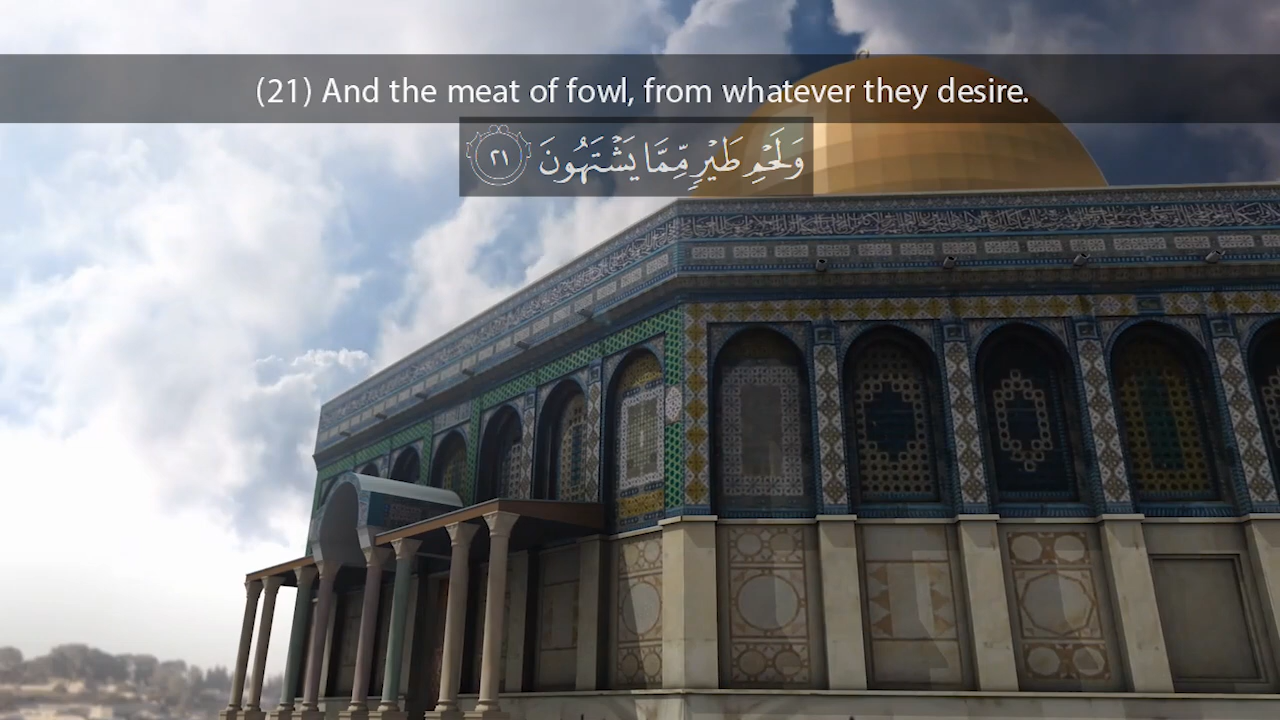 (21) And the meat of fowl, from whatever they desire.
وَلَحْمِ طَيْرٍ مِّمَّا يَشْتَهُونَ ٢١